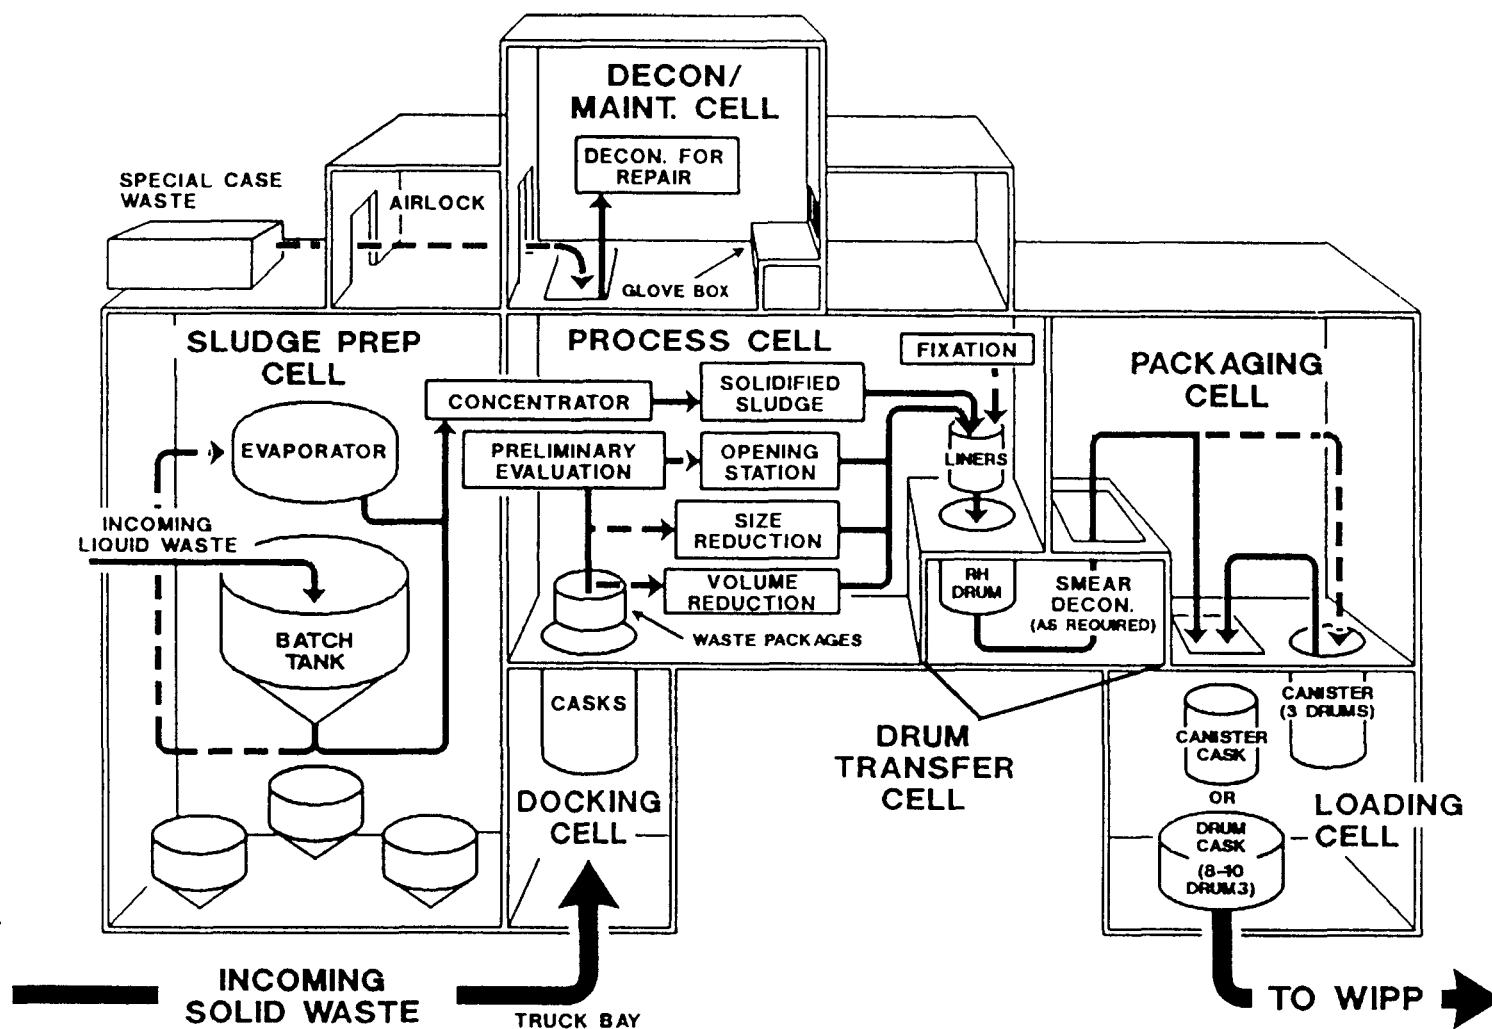 DECON/
MAINT. CELL
DECON. FOR
REPAIR
SPECIAL CASE
WASTE
AIRLOCK
GLOVE BOX
SLUDGE PREP
CELL
PROCESS CELL
FIXATION
PACKAGING
CELL
CONCENTRATOR
SOLIDIFIED
SLUDGE
EVAPORATOR
PRELIMINARY
EVALUATION
OPENING
STATION
LINERS
INCOMING
LIQUID WASTE
SIZE
REDUCTION
BATCH
TANK
VOLUME
REDUCTION
RH
DRUM
SMEAR
DECON.
(AS REQUIRED)
WASTE PACKAGES
CASKS
CANISTER
(3 DRUMS)
CANISTER
CASK
OR
DRUM
CASK
(8-10
DRUM3)
DRUM
TRANSFER
CELL
DOCKING
CELL
LOADING
CELL
INCOMING
SOLID WASTE
TRUCK BAY
TO WIPP